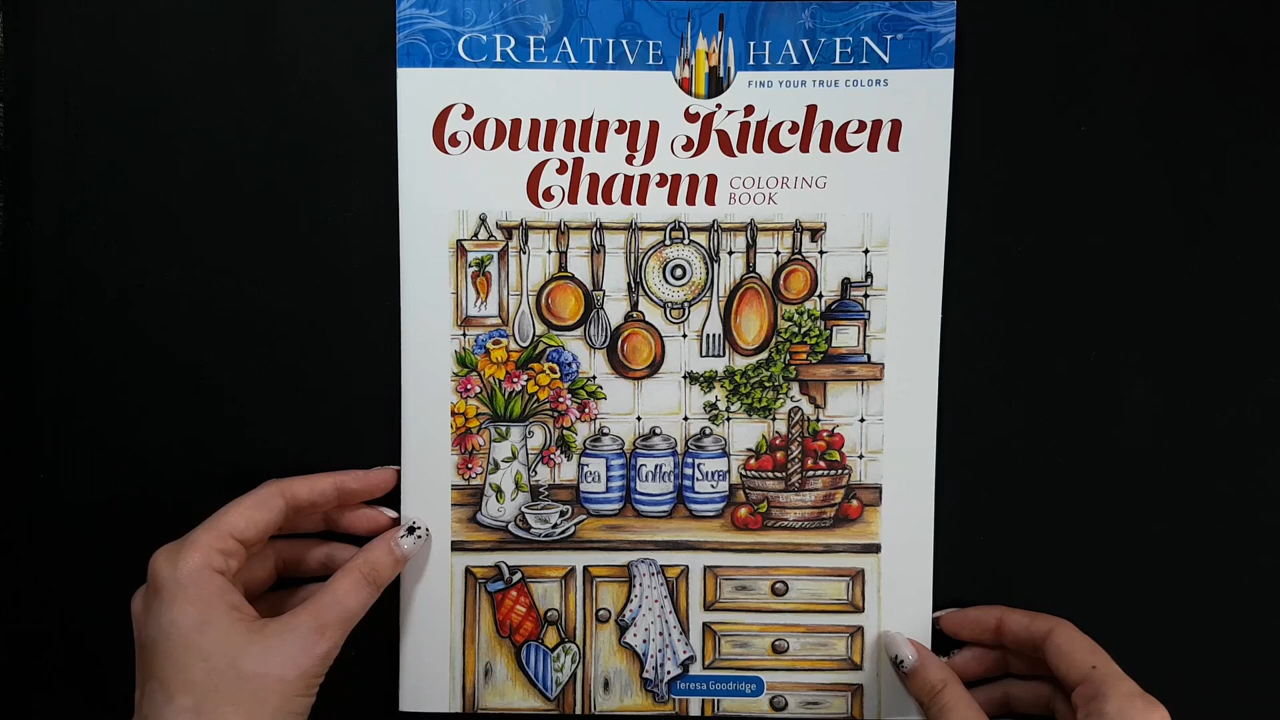 CREATIVE HAVEN®
FIND YOUR TRUE COLORS
Country Kitchen
Charm COLORING
BOOK
Tea Coffee Sugar
Teresa Goodridge